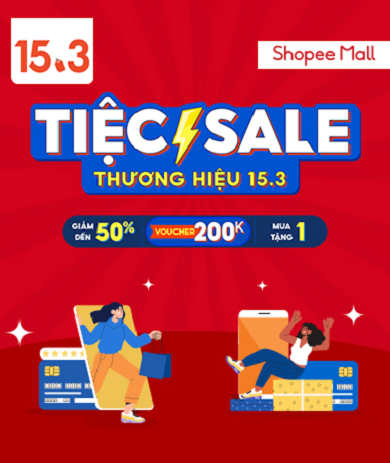 15.3
Shopee Mall
TIỆC SALE
THƯƠNG HIỆU 15.3
GIẢM ĐẾN 50%
VOUCHER 200K
MUA TẶNG 1